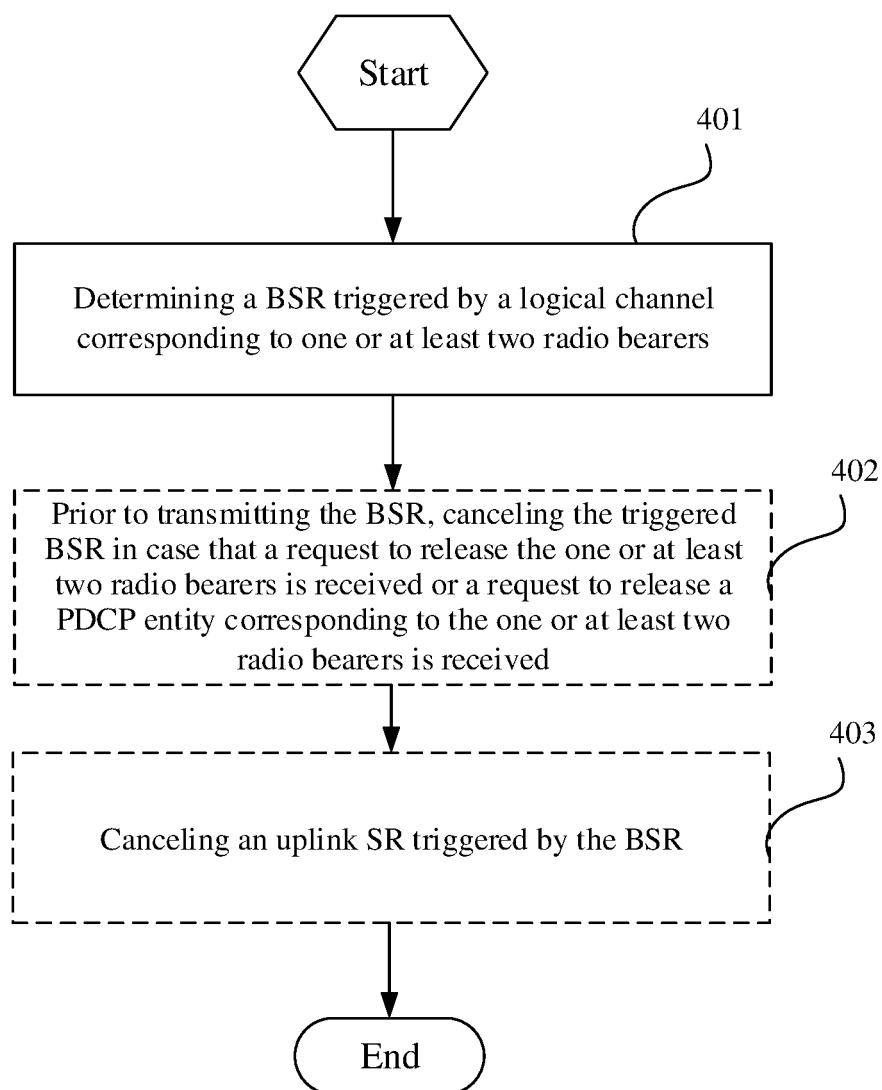 Start
401
Determining a BSR triggered by a logical channel
corresponding to one or at least two radio bearers
402
Prior to transmitting the BSR, canceling the triggered
BSR in case that a request to release the one or at least
two radio bearers is received or a request to release a
PDCP entity corresponding to the one or at least two
radio bearers is received
403
Canceling an uplink SR triggered by the BSR
End